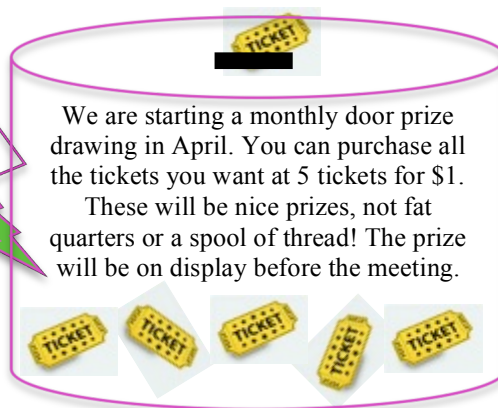 TICKET
We are starting a monthly door prize
drawing in April. You can purchase all
the tickets you want at 5 tickets for $1.
These will be nice prizes, not fat
quarters or a spool of thread! The prize
will be on display before the meeting.
TICKET
TICKET
TICKET
TICKET
TICKET